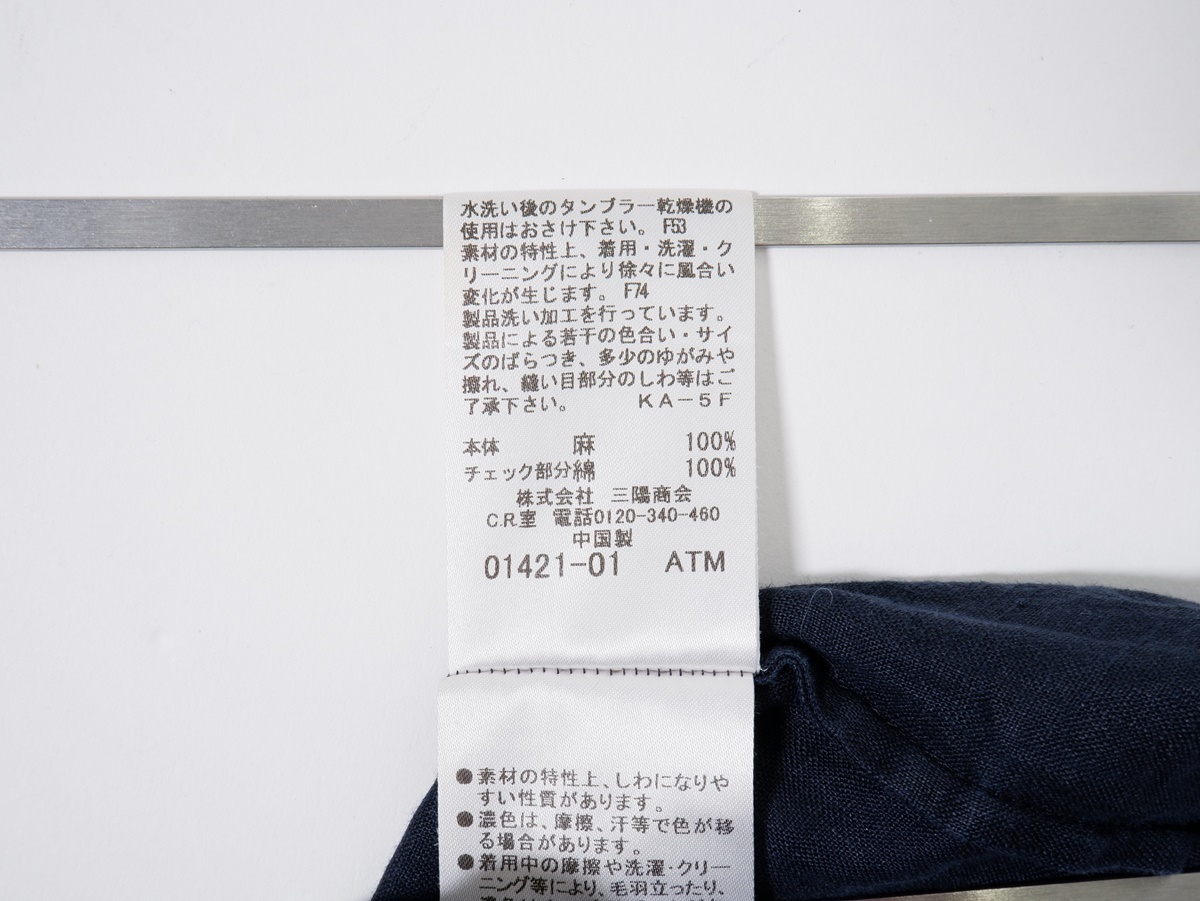 水洗い後のタンブラー乾燥機の
使用はおさけ下さい。 F53
素材の特性上、着用・洗濯・ク
リーニングにより徐々に風合い
変化が生じます。 F74
製品洗い加工を行っています。
製品による若干の色合い・サイ
ズのばらつき、多少のゆがみや
擦れ、縫い目部分のしわ等はご
了承下さい。 KA-5F
本体 麻 100%
チェック部分綿 100%
株式会社 三陽商会
C.R.室 電話0120-340-460
中国製
01421-01 ATM
●素材の特性上、しわになりや
すい性質があります。
●濃色は、摩擦、汗等で色が移
る場合があります。
●着用中の摩擦や洗濯・クリー
ニング等により、毛羽立ったり、